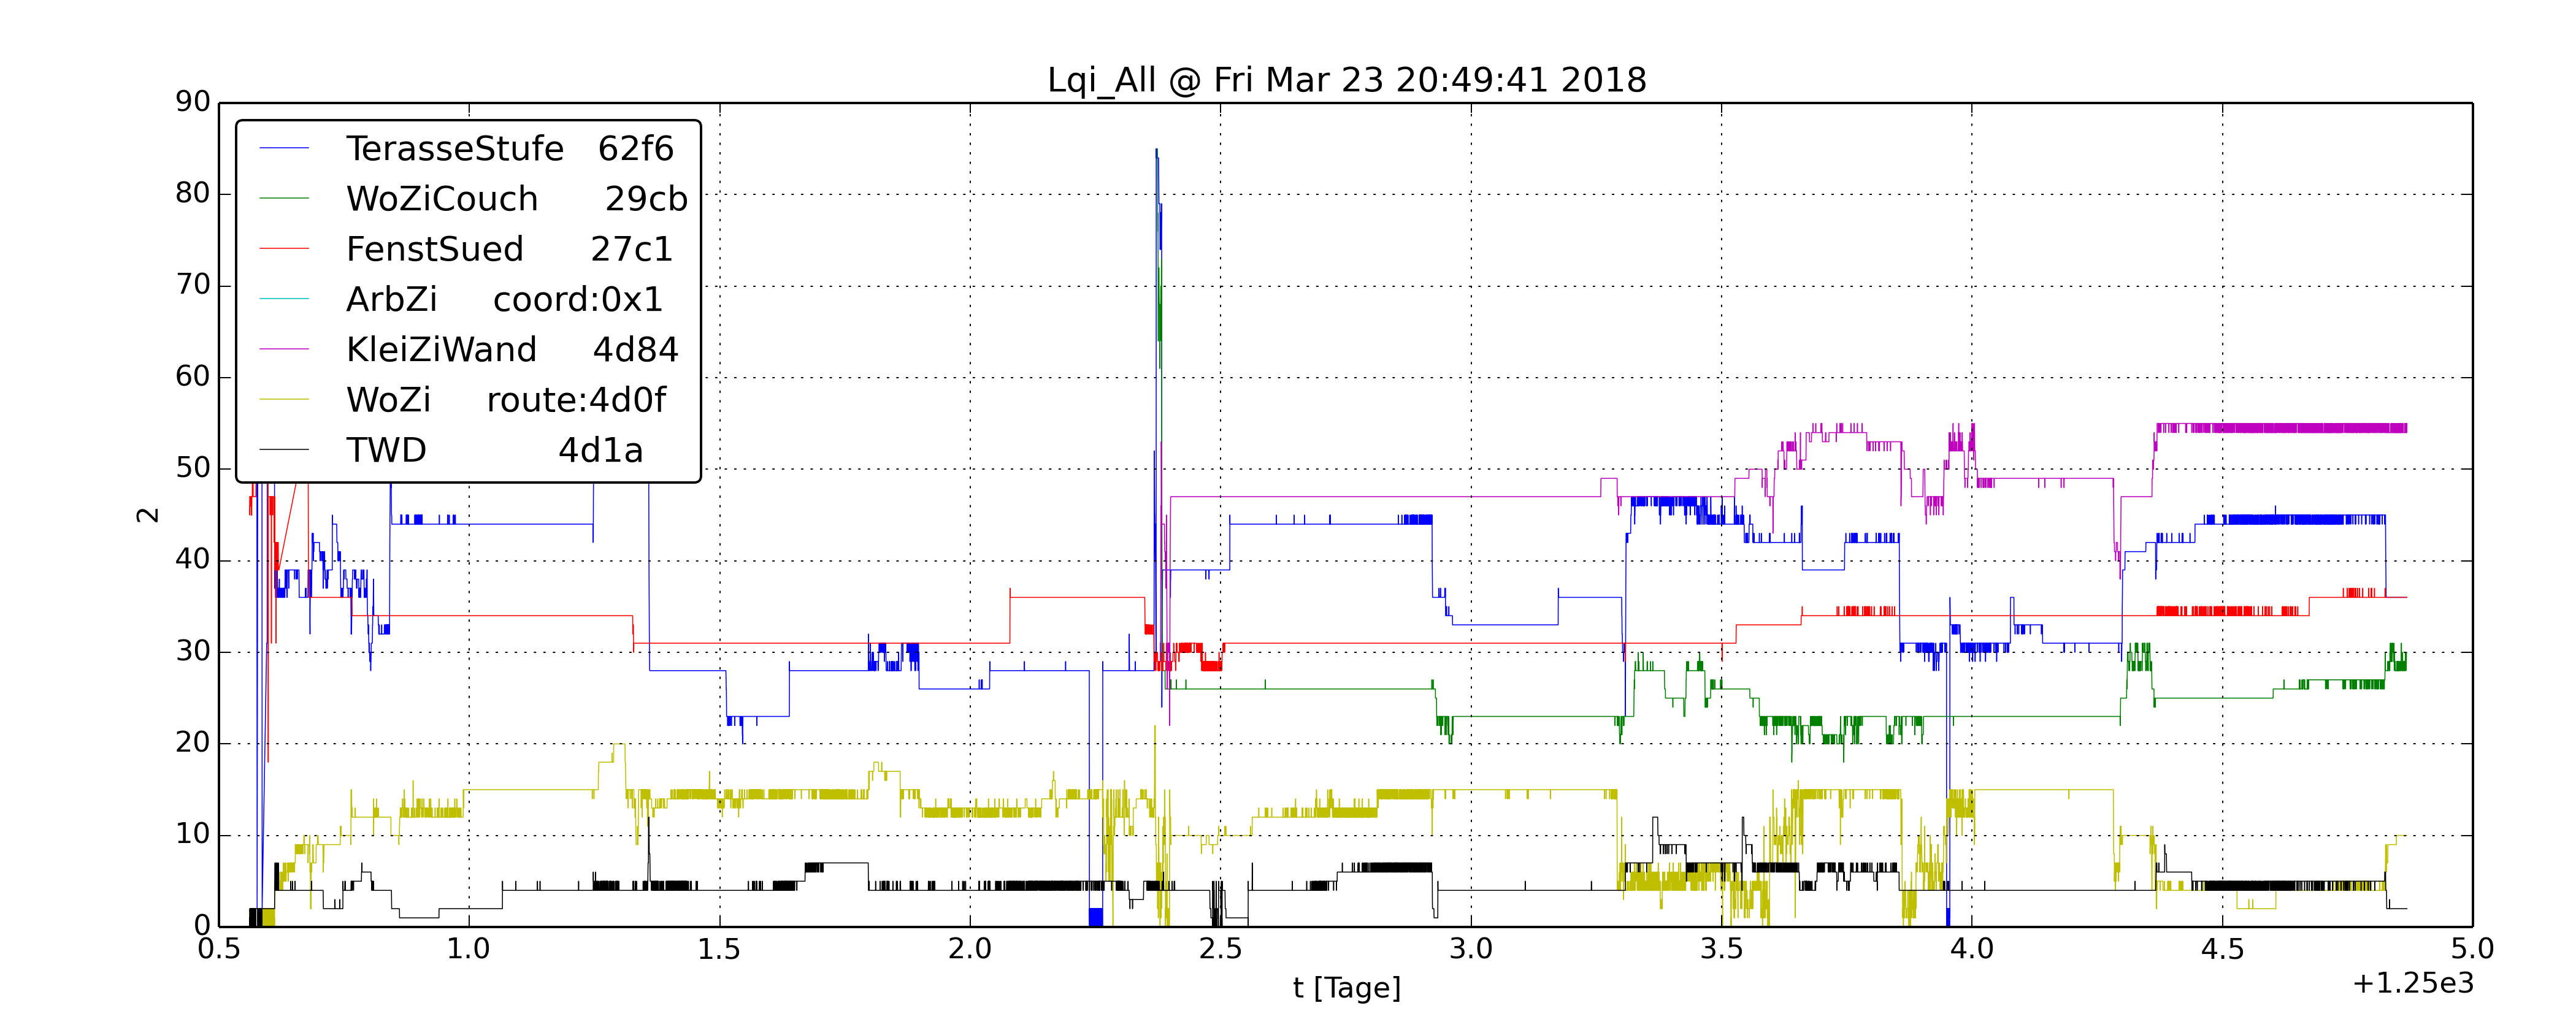 Lqi_All @ Fri Mar 23 20:49:41 2018
90
80
70
60
50
40
30
20
10
0
2
TerasseStufe 62f6
WoZiCouch 29cb
FenstSued 27c1
ArbZi coord:0x1
KleiZiWand 4d84
WoZi route:4d0f
TWD 4d1a
0.5 1.0 1.5 2.0 2.5 3.0 3.5 4.0 4.5 5.0
+1.25e3
t [Tage]